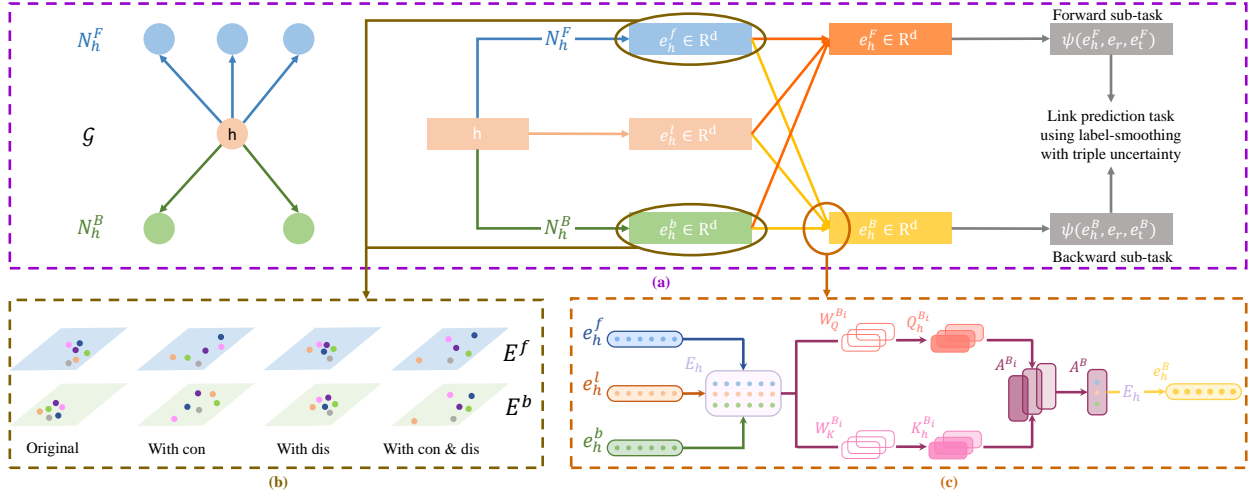 N_h^F
𝒢
h
N_h^B
h
N_h^F
N_h^B
e_h^f ∈ R^d
e_h^l ∈ R^d
e_h^b ∈ R^d
e_h^F ∈ R^d
e_h^B ∈ R^d
Forward sub-task
ψ(e_h^F, e_r, e_t^F)
Link prediction task
using label-smoothing
with triple uncertainty
ψ(e_h^B, e_r, e_t^B)
Backward sub-task
(a)
E^f
E^b
Original
With con
With dis
With con & dis
(b)
e_h^f
e_h^l
e_h^b
E_h
W_Q^{B_i}
Q_h^{B_i}
W_K^{B_i}
K_h^{B_i}
A^{B_i}
A^B
E_h
e_h^B
(c)